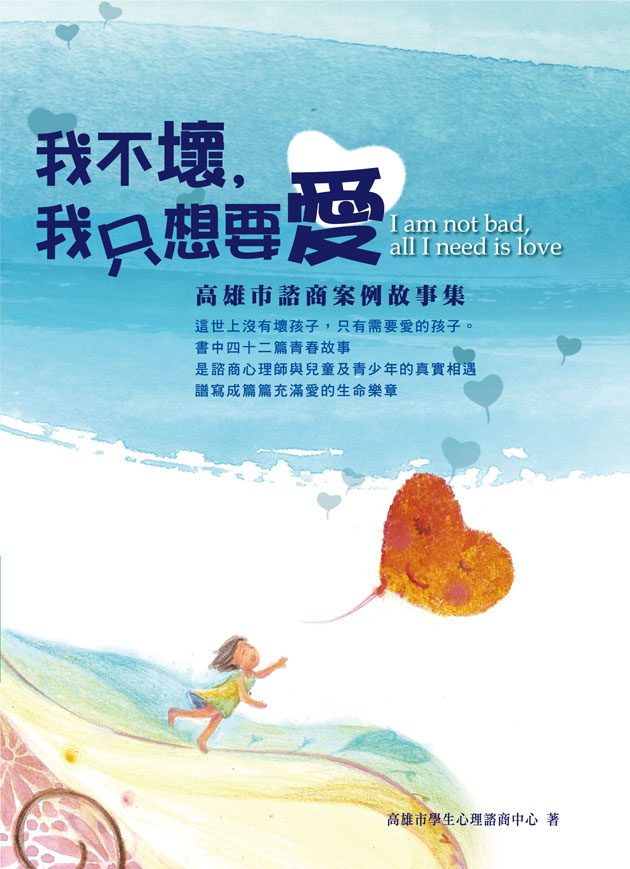 我不壞,
我只想要愛
I am not bad,
all I need is love
高雄市諮商案例故事集
這世上沒有壞孩子，只有需要愛的孩子。
書中四十二篇青春故事
是諮商心理師與兒童及青少年的真實相遇
譜寫成篇篇充滿愛的生命樂章
高雄市學生心理諮商中心 著